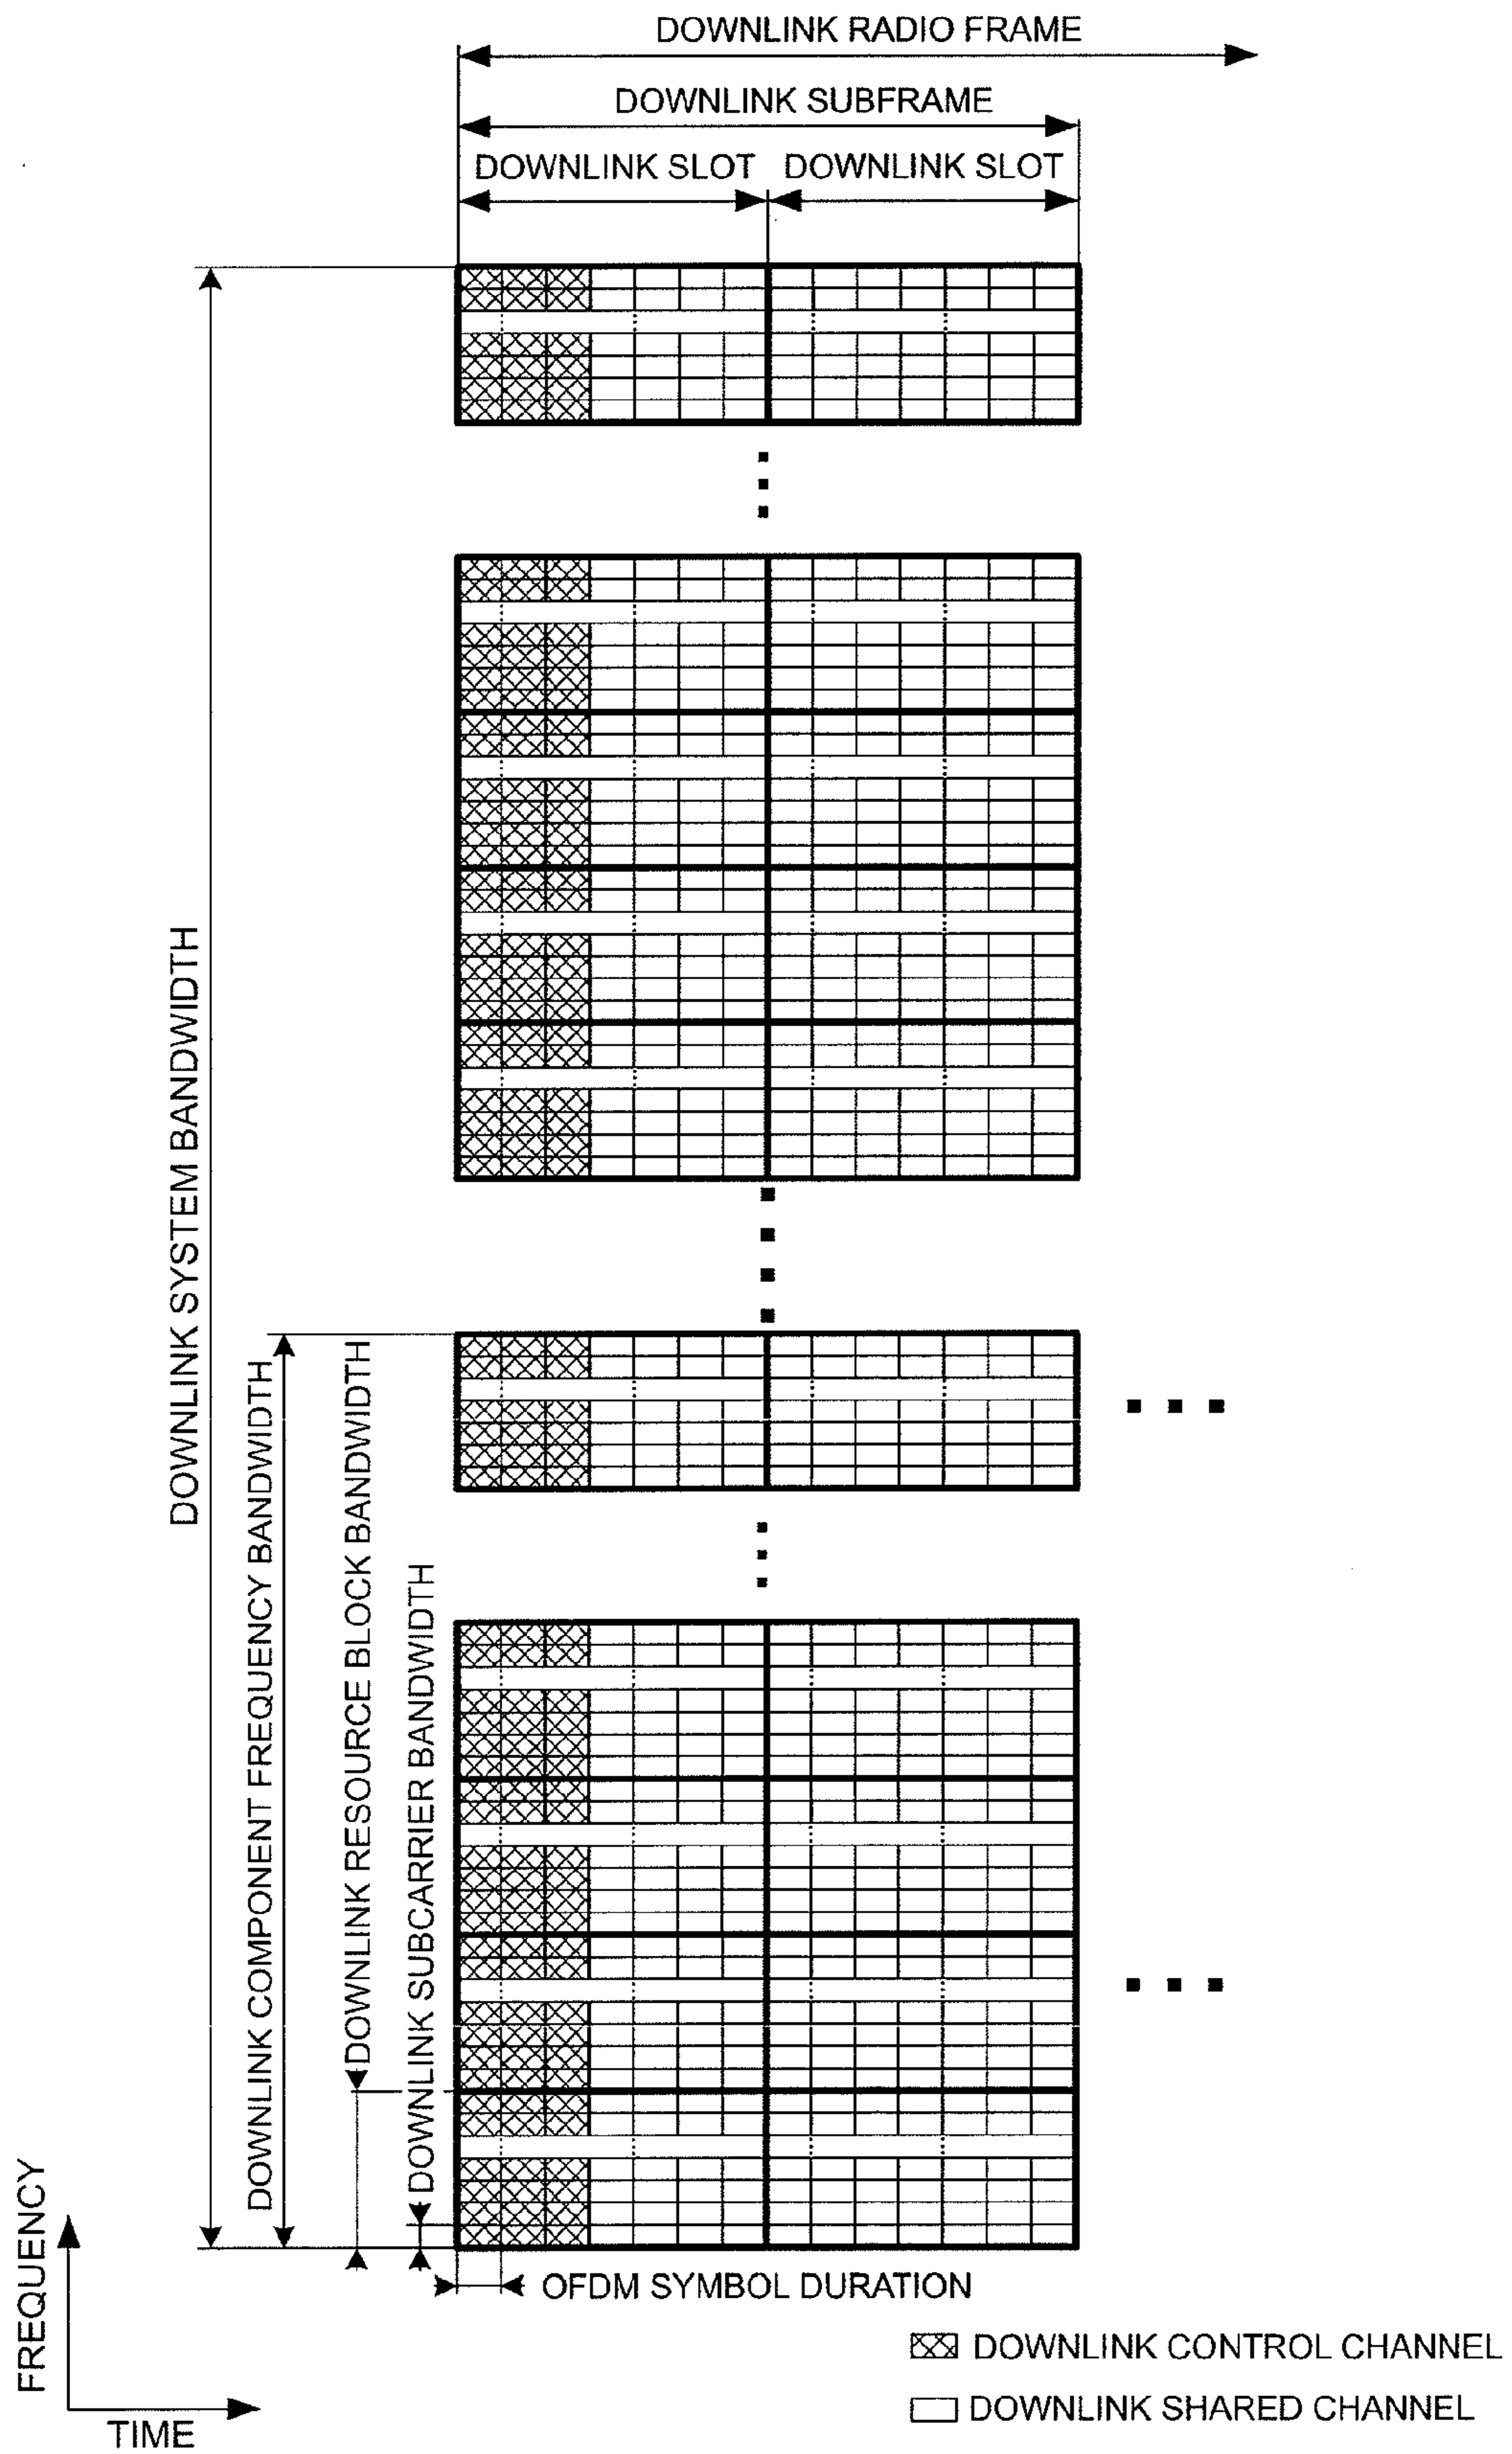 DOWNLINK RADIO FRAME
DOWNLINK SUBFRAME
DOWNLINK SLOT
DOWNLINK SLOT
DOWNLINK SYSTEM BANDWIDTH
DOWNLINK COMPONENT FREQUENCY BANDWIDTH
DOWNLINK RESOURCE BLOCK BANDWIDTH
DOWNLINK SUBCARRIER BANDWIDTH
OFDM SYMBOL DURATION
FREQUENCY
TIME
DOWNLINK CONTROL CHANNEL
DOWNLINK SHARED CHANNEL